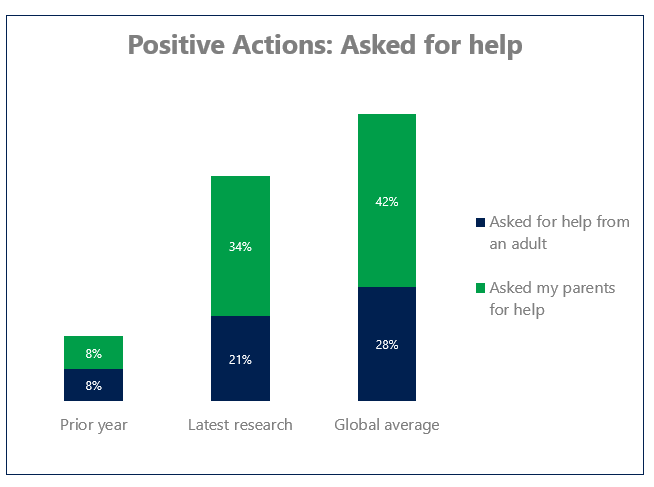 Positive Actions: Asked for help
42%
34%
28%
21%
8%
8%
Prior year
Latest research
Global average
Asked for help from
an adult
Asked my parents
for help